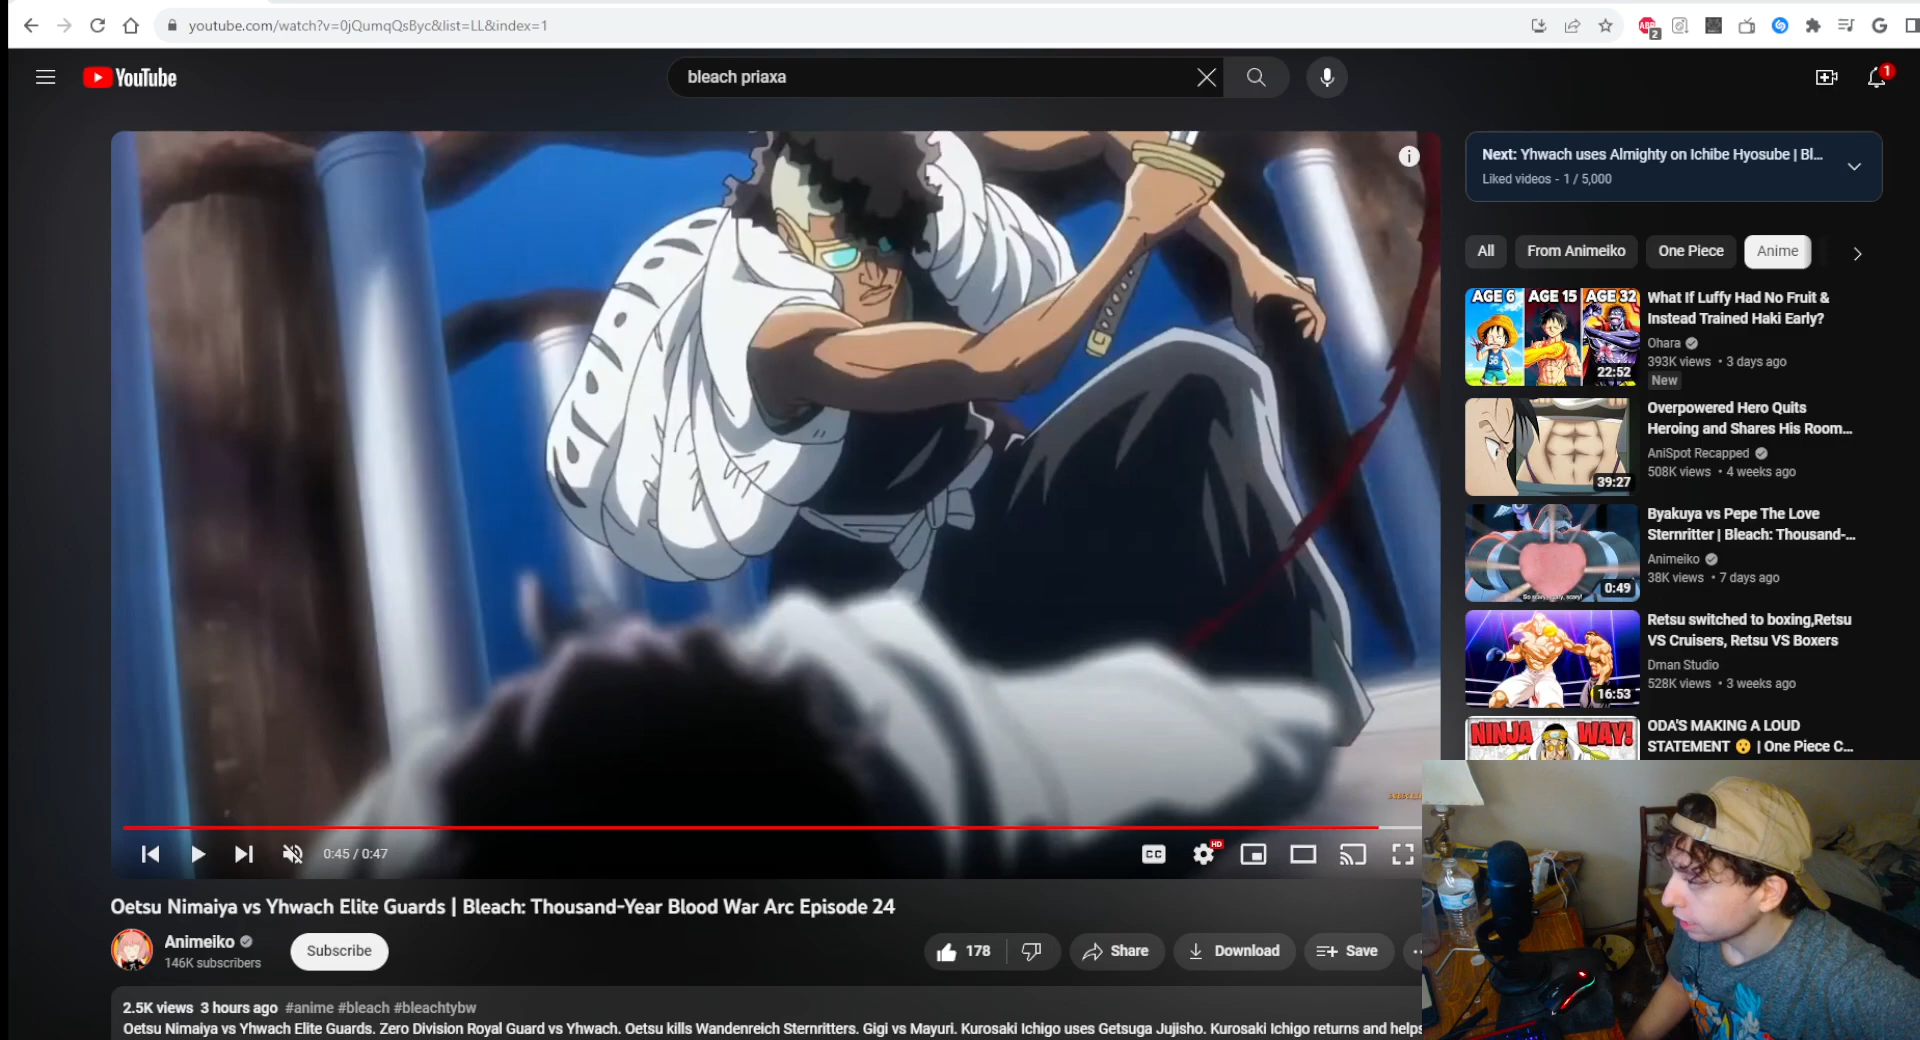 youtube.com/watch?v=0jQumqQsByc&list=LL&index=1
ABP
2
G
YouTube
bleach priaxa
1
Next: Yhwach uses Almighty on Ichibe Hyosube | Bl...
Liked videos - 1 / 5,000
All
From Animeiko
One Piece
Anime
AGE 6
AGE 15
AGE 32
22:52
What If Luffy Had No Fruit &
Instead Trained Haki Early?
Ohara
393K views • 3 days ago
New
39:27
Overpowered Hero Quits
Heroing and Shares His Room...
AniSpot Recapped
508K views • 4 weeks ago
0:49
Byakuya vs Pepe The Love
Sternritter | Bleach: Thousand-...
Animeiko
38K views • 7 days ago
16:53
Retsu switched to boxing,Retsu
VS Cruisers, Retsu VS Boxers
Dman Studio
528K views • 3 weeks ago
NINJA WAY!
ODA'S MAKING A LOUD
STATEMENT 😮 | One Piece C...
0:45 / 0:47
CC
HD
Oetsu Nimaiya vs Yhwach Elite Guards | Bleach: Thousand-Year Blood War Arc Episode 24
Animeiko
146K subscribers
Subscribe
178
Share
Download
Save
2.5K views 3 hours ago #anime #bleach #bleachtybw
Oetsu Nimaiya vs Yhwach Elite Guards. Zero Division Royal Guard vs Yhwach. Oetsu kills Wandenreich Sternritters. Gigi vs Mayuri. Kurosaki Ichigo uses Getsuga Jujisho. Kurosaki Ichigo returns and helps